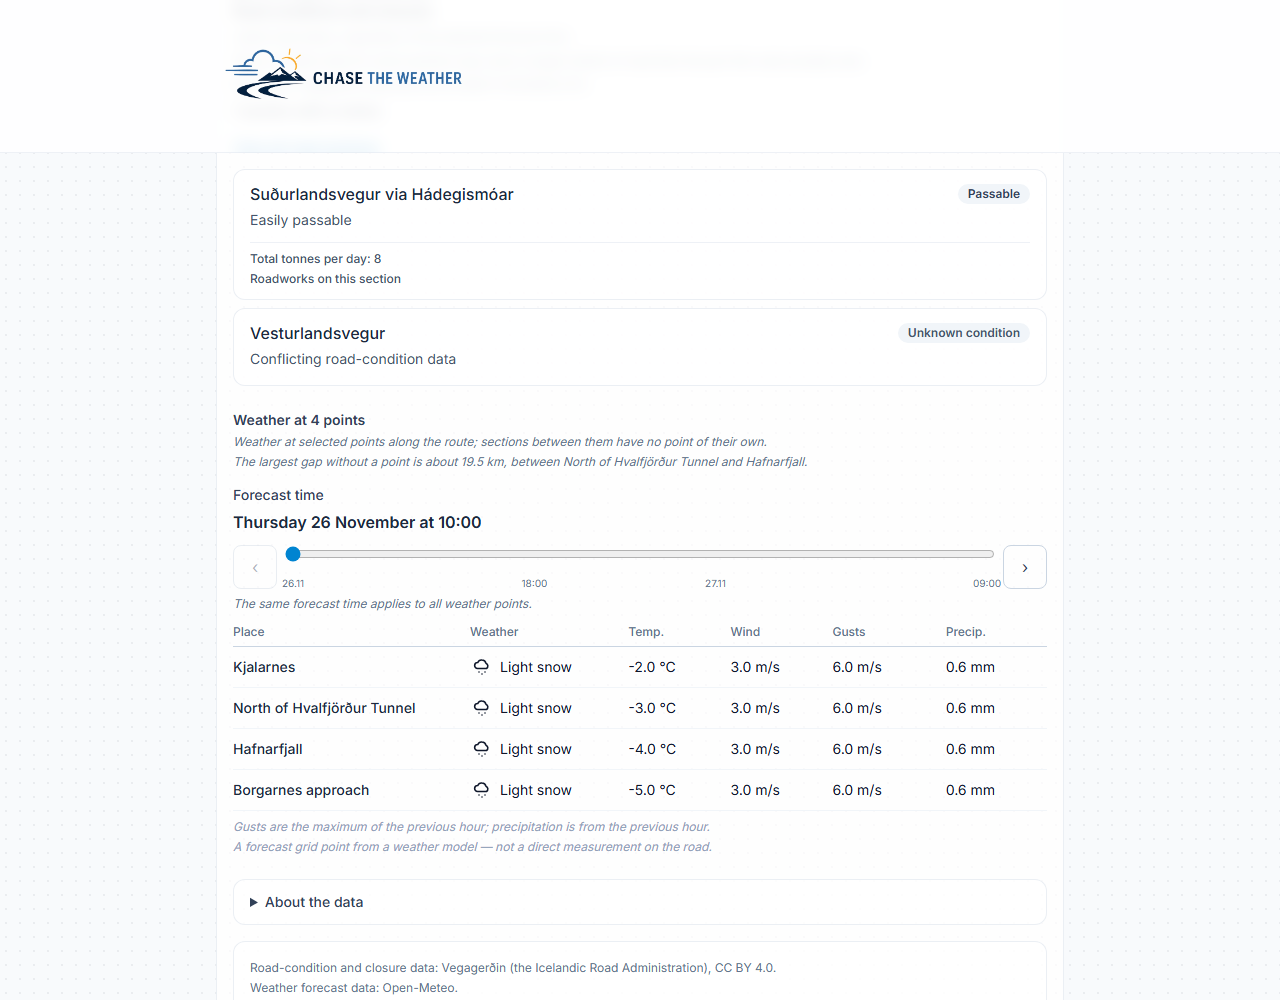 CHASE THE WEATHER
Suðurlandsvegur via Hádegismóar
Passable
Easily passable
Total tonnes per day: 8
Roadworks on this section
Vesturlandsvegur
Unknown condition
Conflicting road-condition data
Weather at 4 points
Weather at selected points along the route; sections between them have no point of their own.
The largest gap without a point is about 19.5 km, between North of Hvalfjörður Tunnel and Hafnarfjall.
Forecast time
Thursday 26 November at 10:00
‹ ›
26.11 18:00 27.11 09:00
The same forecast time applies to all weather points.
Place Weather Temp. Wind Gusts Precip.
Kjalarnes Light snow -2.0 °C 3.0 m/s 6.0 m/s 0.6 mm
North of Hvalfjörður Tunnel Light snow -3.0 °C 3.0 m/s 6.0 m/s 0.6 mm
Hafnarfjall Light snow -4.0 °C 3.0 m/s 6.0 m/s 0.6 mm
Borgarnes approach Light snow -5.0 °C 3.0 m/s 6.0 m/s 0.6 mm
Gusts are the maximum of the previous hour; precipitation is from the previous hour.
A forecast grid point from a weather model — not a direct measurement on the road.
▶ About the data
Road-condition and closure data: Vegagerðin (the Icelandic Road Administration), CC BY 4.0.
Weather forecast data: Open-Meteo.